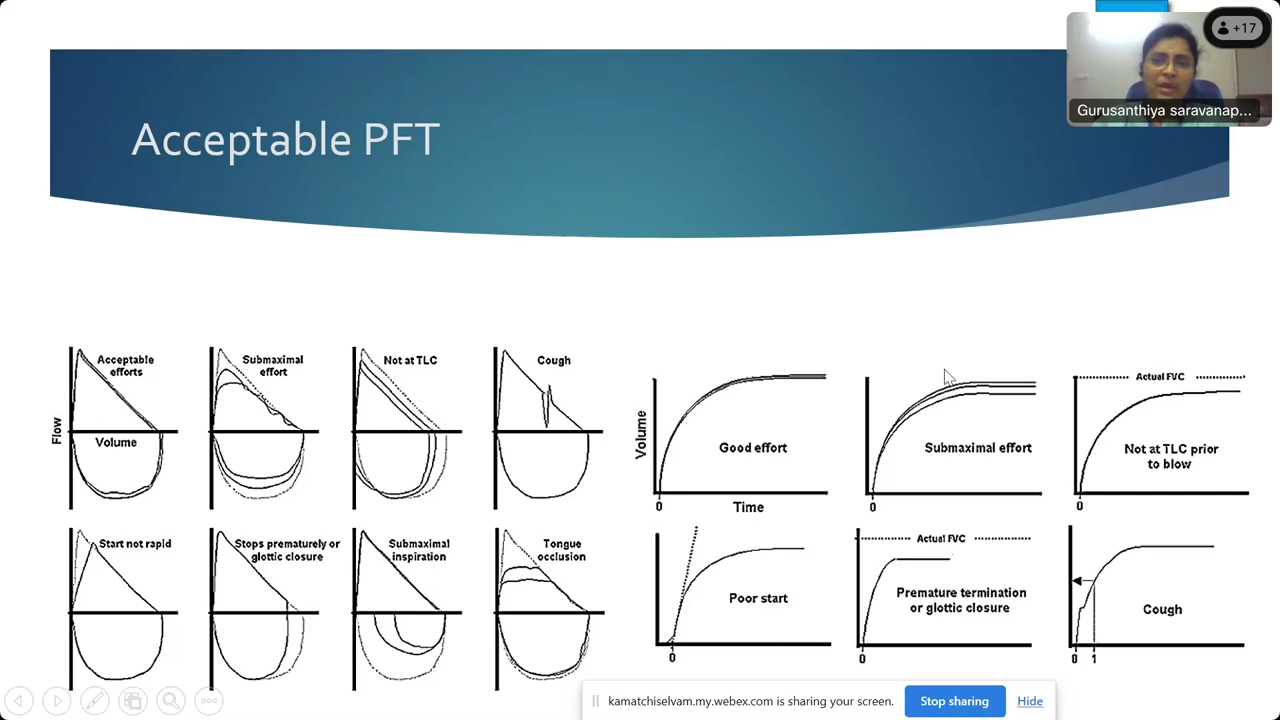 +17
Gurusanthiya saravanap...
Acceptable PFT
Acceptable
efforts
Flow
Volume
Submaximal
effort
Not at TLC
Cough
Start not rapid
Stops prematurely or
glottic closure
Submaximal
inspiration
Tongue
occlusion
Volume
Good effort
0
Time
Submaximal effort
0
Actual FVC
Not at TLC prior
to blow
0
Poor start
0
Actual FVC
Premature termination
or glottic closure
0
Cough
0 1
kamatchiselvam.my.webex.com is sharing your screen.
Stop sharing
Hide